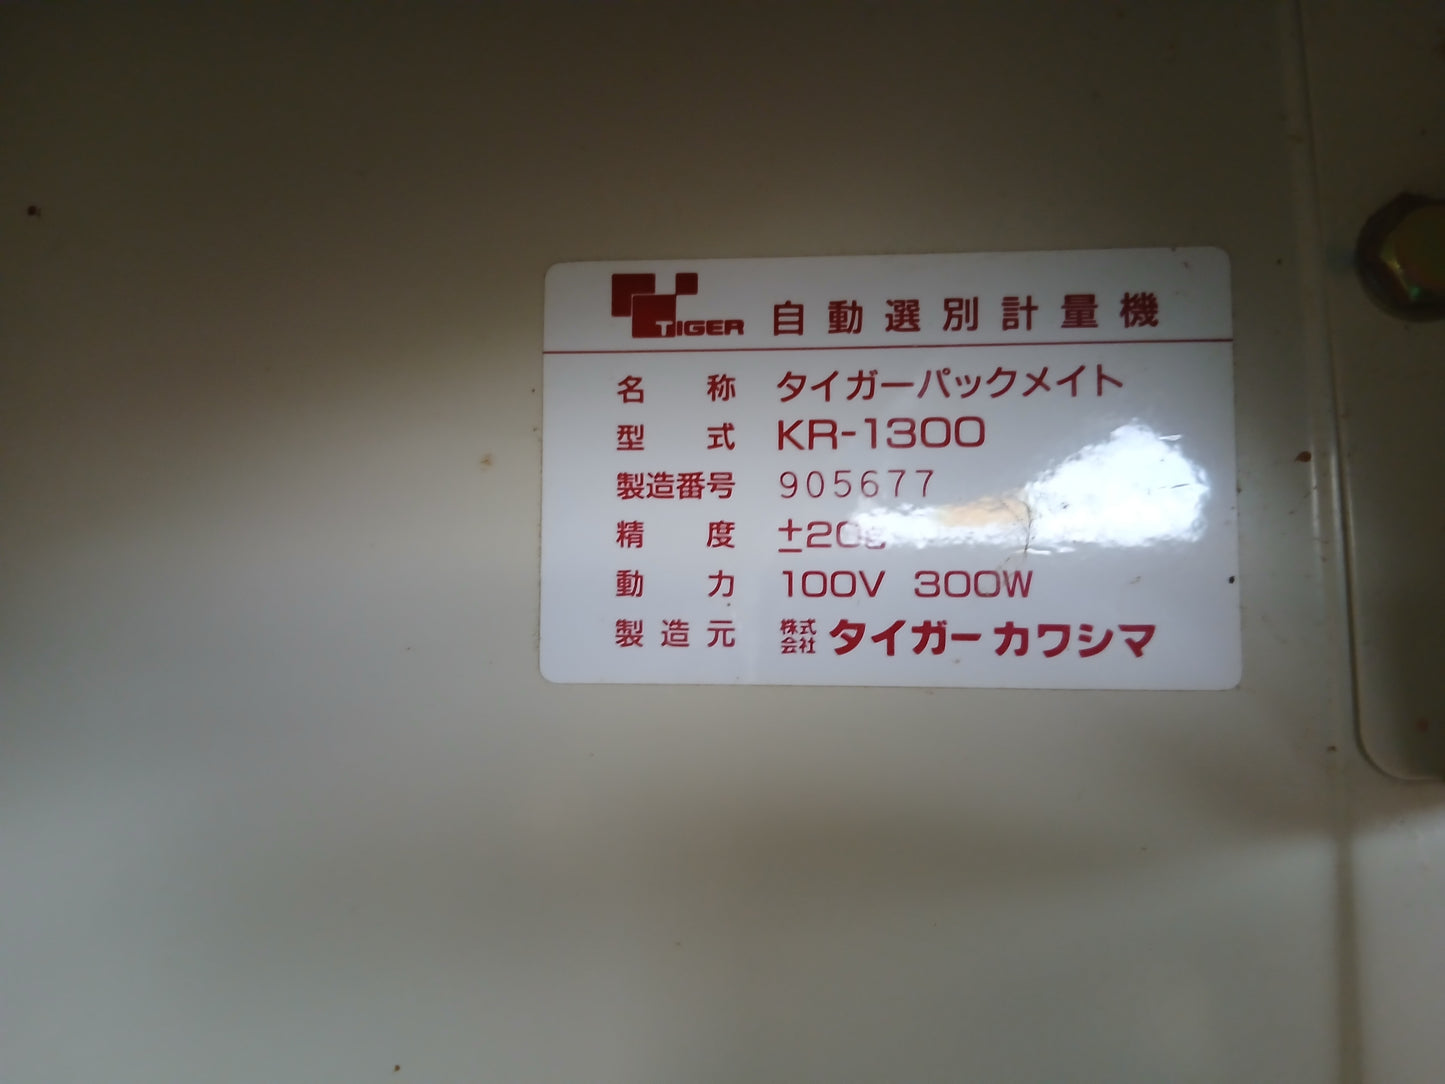 TIGER 自動選別計量機
名称 タイガーパックメイト
型式 KR-1300
製造番号 905677
精度 ±20g
動力 100V 300W
製造元 株式会社 タイガーカワシマ